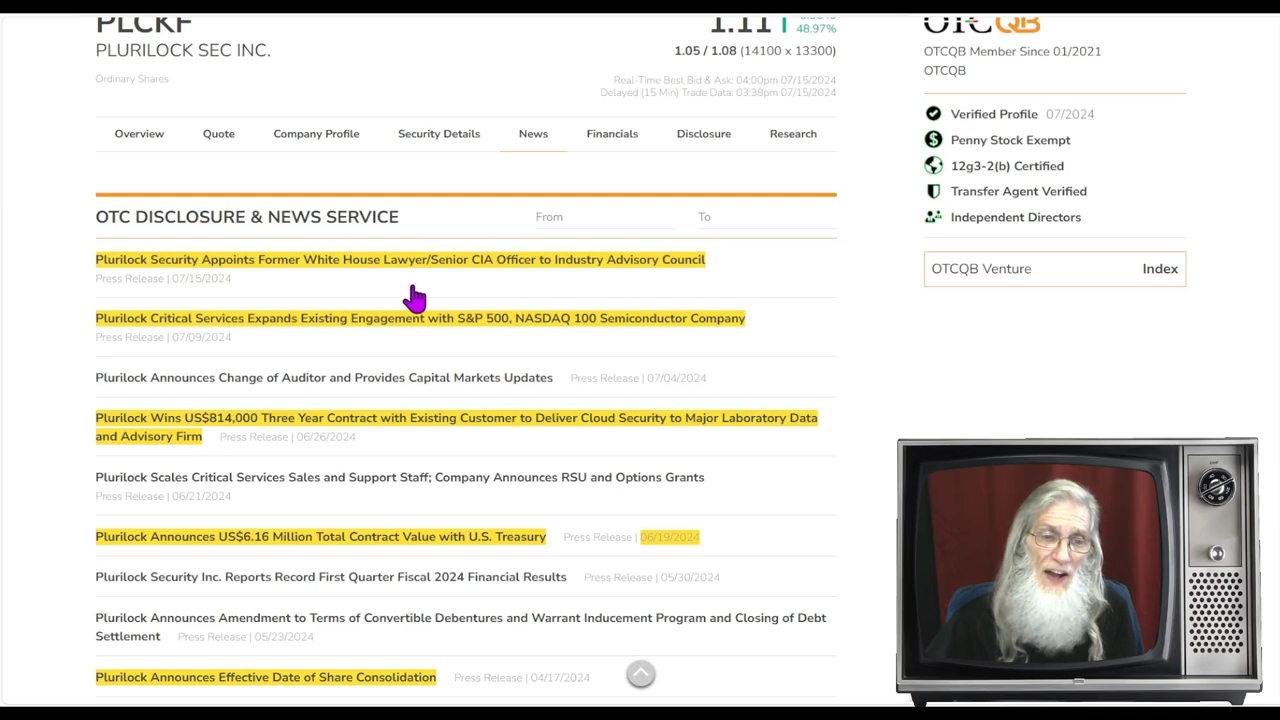 PLCKF
1.11
48.97%
PLURILOCK SEC INC.
1.05 / 1.08 (14100 x 13300)
Ordinary Shares
Real-Time Best Bid & Ask: 04:00pm 07/15/2024
Delayed (15 Min) Trade Data: 03:38pm 07/15/2024
Overview Quote Company Profile Security Details News Financials Disclosure Research
OTC DISCLOSURE & NEWS SERVICE From To
Plurilock Security Appoints Former White House Lawyer/Senior CIA Officer to Industry Advisory Council
Press Release | 07/15/2024
Plurilock Critical Services Expands Existing Engagement with S&P 500, NASDAQ 100 Semiconductor Company
Press Release | 07/09/2024
Plurilock Announces Change of Auditor and Provides Capital Markets Updates Press Release | 07/04/2024
Plurilock Wins US$814,000 Three Year Contract with Existing Customer to Deliver Cloud Security to Major Laboratory Data
and Advisory Firm Press Release | 06/26/2024
Plurilock Scales Critical Services Sales and Support Staff; Company Announces RSU and Options Grants
Press Release | 06/21/2024
Plurilock Announces US$6.16 Million Total Contract Value with U.S. Treasury Press Release | 06/19/2024
Plurilock Security Inc. Reports Record First Quarter Fiscal 2024 Financial Results Press Release | 05/30/2024
Plurilock Announces Amendment to Terms of Convertible Debentures and Warrant Inducement Program and Closing of Debt
Settlement Press Release | 05/23/2024
Plurilock Announces Effective Date of Share Consolidation Press Release | 04/17/2024
OTCQB
OTCQB Member Since 01/2021
OTCQB
Verified Profile 07/2024
Penny Stock Exempt
12g3-2(b) Certified
Transfer Agent Verified
Independent Directors
OTCQB Venture Index